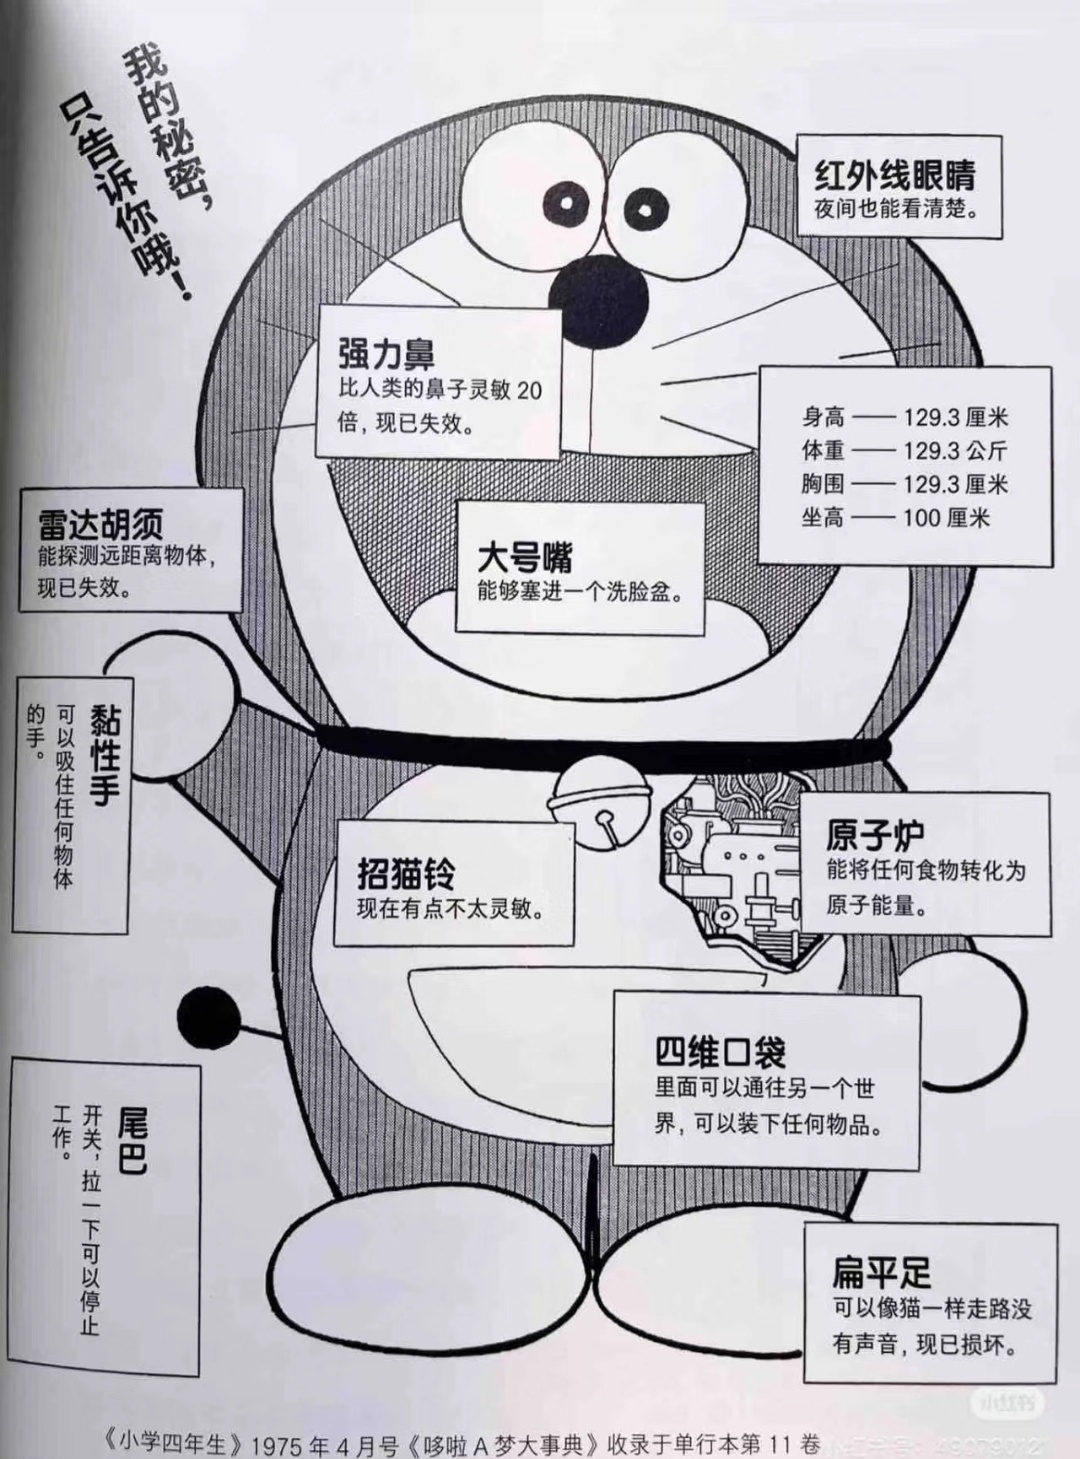 我的秘密，
只告诉你哦！
红外线眼睛
夜间也能看清楚。
强力鼻
比人类的鼻子灵敏 20
倍，现已失效。
身高 —— 129.3 厘米
体重 —— 129.3 公斤
胸围 —— 129.3 厘米
坐高 —— 100 厘米
雷达胡须
能探测远距离物体，
现已失效。
大号嘴
能够塞进一个洗脸盆。
黏性手
可以吸住任何物体
的手。
招猫铃
现在有点不太灵敏。
原子炉
能将任何食物转化为
原子能量。
四维口袋
里面可以通往另一个世
界，可以装下任何物品。
尾巴
开关，拉一下可以停止
工作。
扁平足
可以像猫一样走路没
有声音，现已损坏。
小红书
《小学四年生》1975 年 4 月号《哆啦 A 梦大事典》收录于单行本第 11 卷